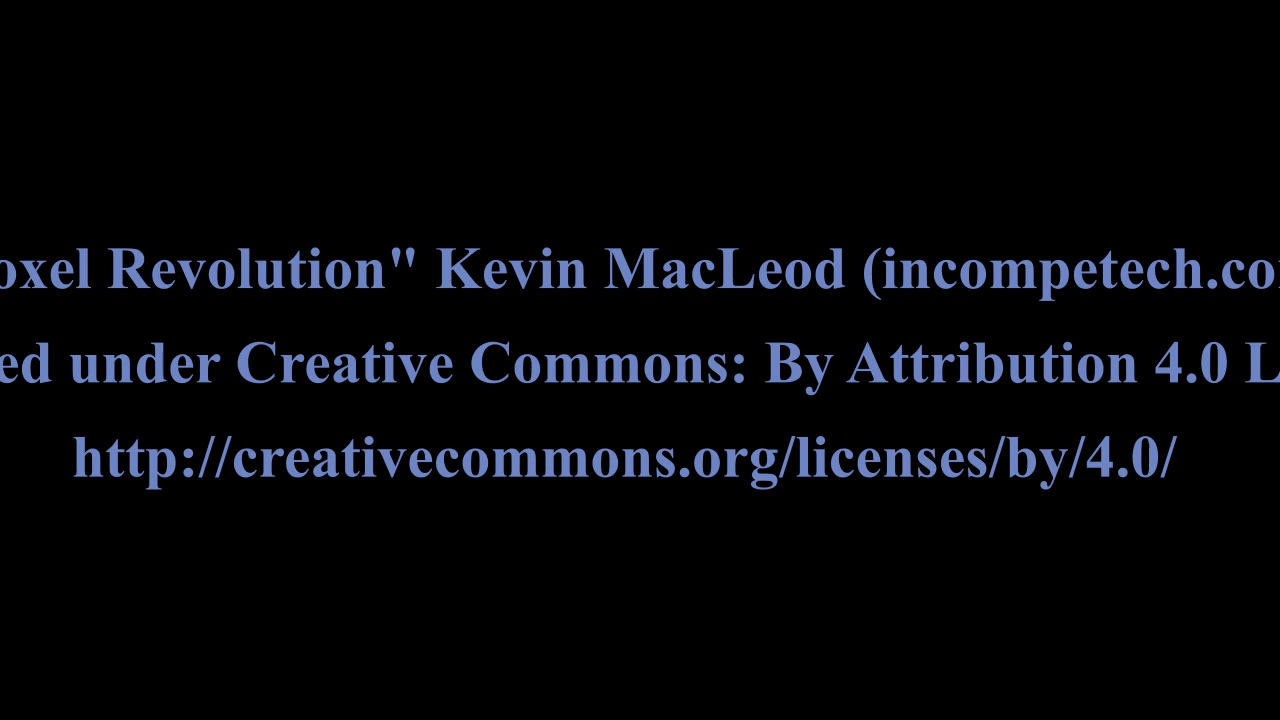 oxel Revolution" Kevin MacLeod (incompetech.co
ed under Creative Commons: By Attribution 4.0 L
http://creativecommons.org/licenses/by/4.0/